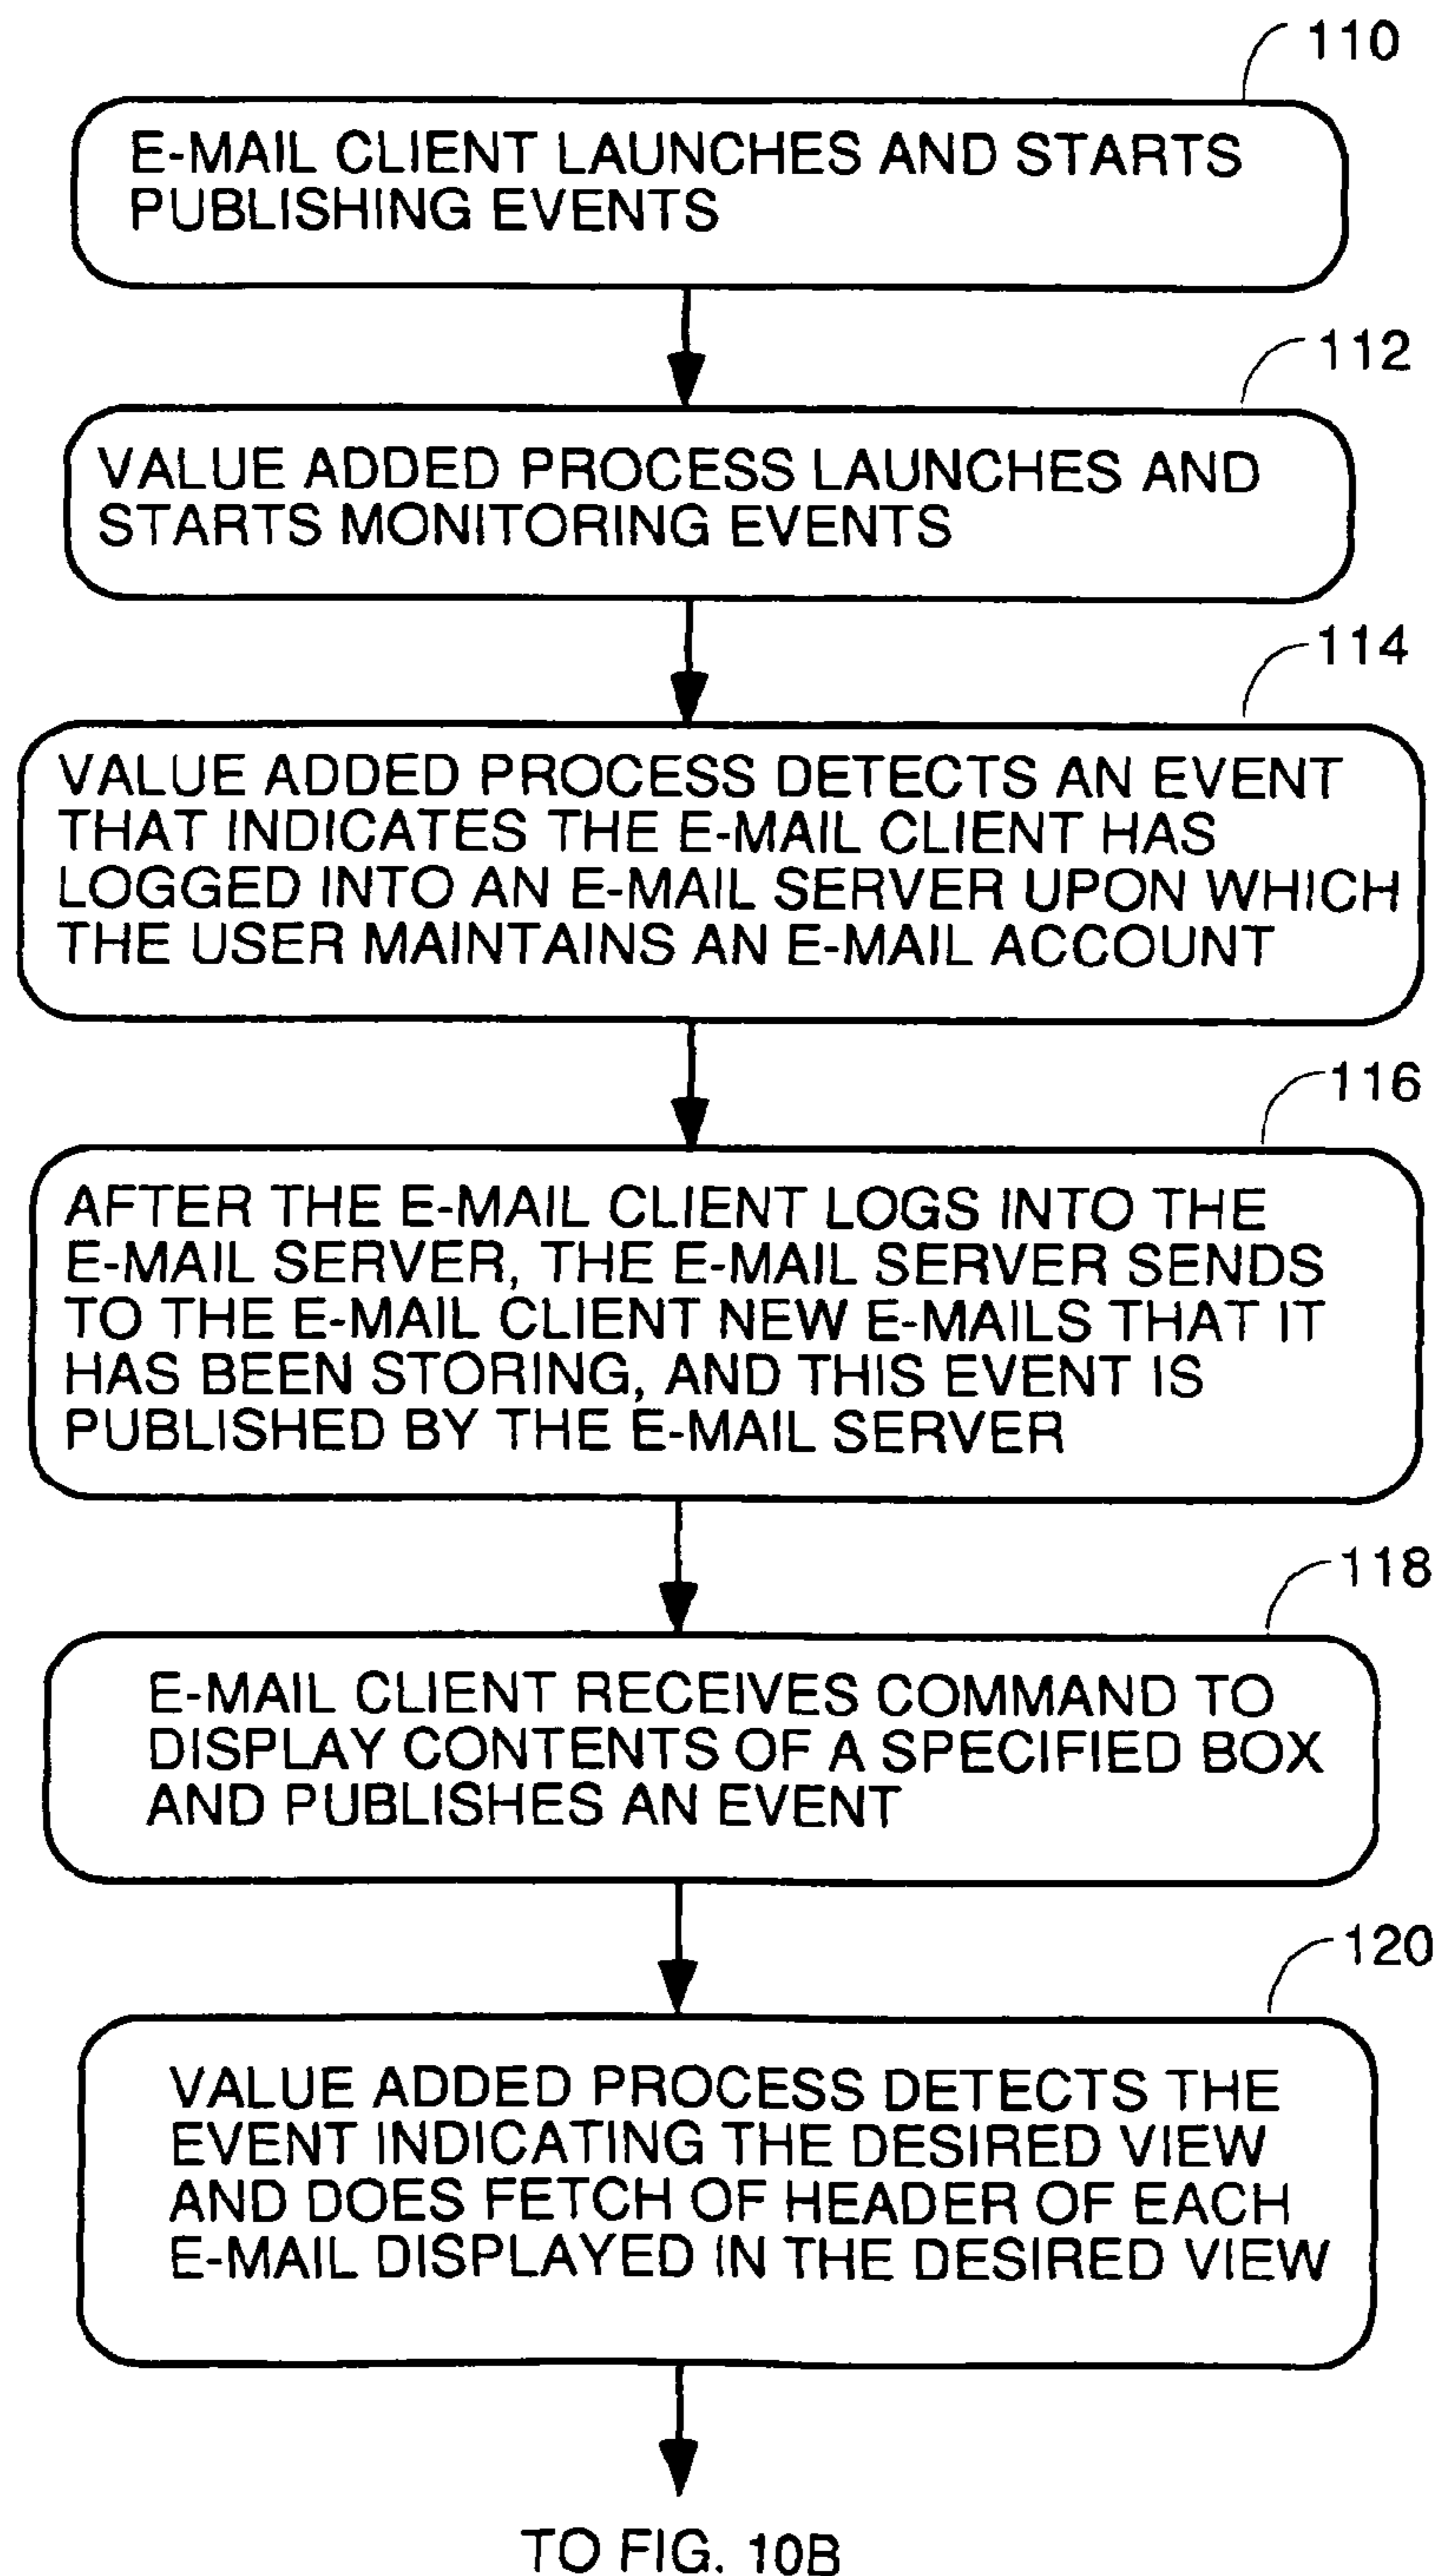 110
E-MAIL CLIENT LAUNCHES AND STARTS
PUBLISHING EVENTS
112
VALUE ADDED PROCESS LAUNCHES AND
STARTS MONITORING EVENTS
114
VALUE ADDED PROCESS DETECTS AN EVENT
THAT INDICATES THE E-MAIL CLIENT HAS
LOGGED INTO AN E-MAIL SERVER UPON WHICH
THE USER MAINTAINS AN E-MAIL ACCOUNT
116
AFTER THE E-MAIL CLIENT LOGS INTO THE
E-MAIL SERVER, THE E-MAIL SERVER SENDS
TO THE E-MAIL CLIENT NEW E-MAILS THAT IT
HAS BEEN STORING, AND THIS EVENT IS
PUBLISHED BY THE E-MAIL SERVER
118
E-MAIL CLIENT RECEIVES COMMAND TO
DISPLAY CONTENTS OF A SPECIFIED BOX
AND PUBLISHES AN EVENT
120
VALUE ADDED PROCESS DETECTS THE
EVENT INDICATING THE DESIRED VIEW
AND DOES FETCH OF HEADER OF EACH
E-MAIL DISPLAYED IN THE DESIRED VIEW
TO FIG. 10B